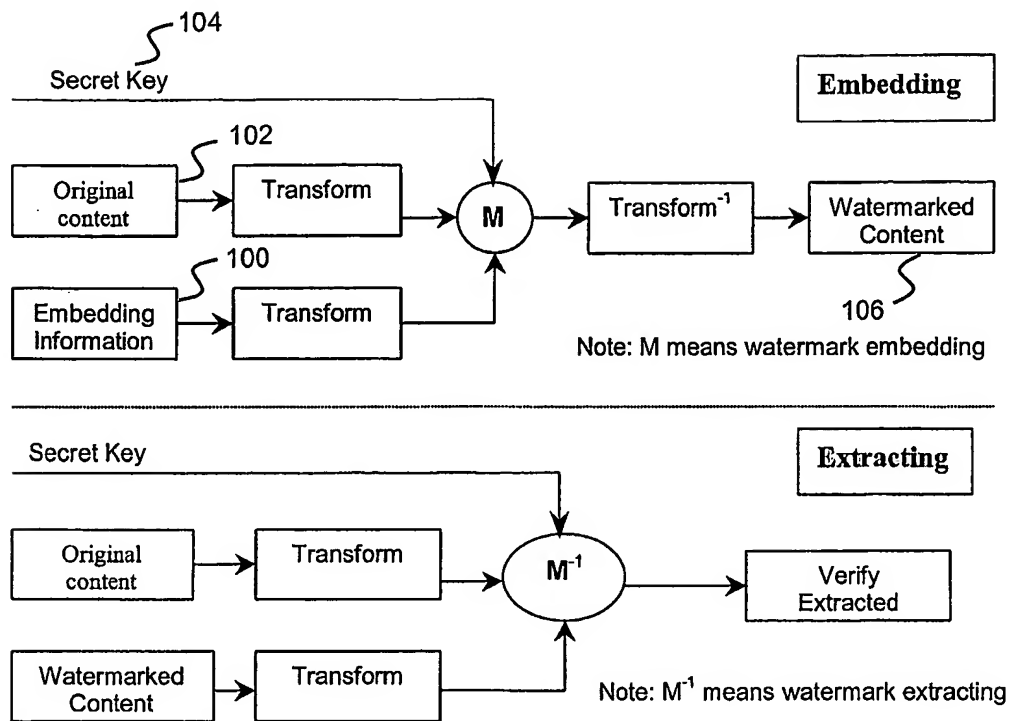 104
Secret Key
Embedding
102
Original
content
Transform
M
Transform⁻¹
Watermarked
Content
100
Embedding
Information
Transform
106
Note: M means watermark embedding
Secret Key
Extracting
Original
content
Transform
M⁻¹
Verify
Extracted
Watermarked
Content
Transform
Note: M⁻¹ means watermark extracting